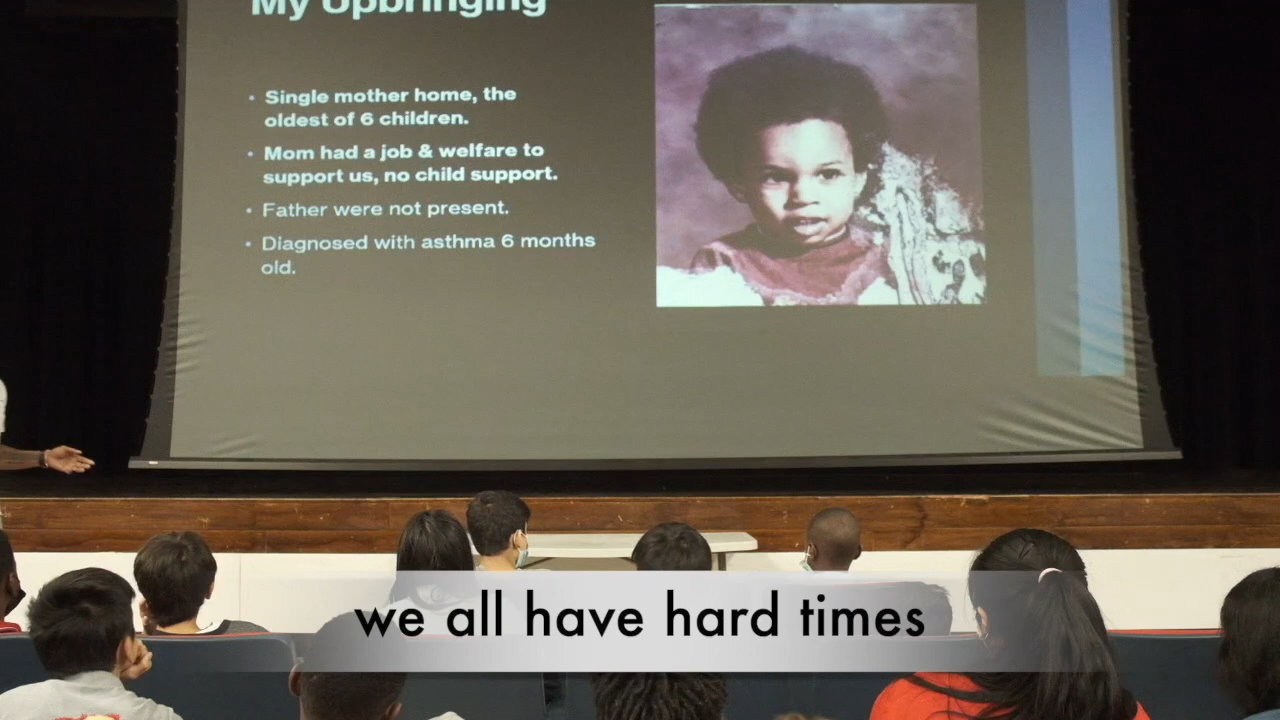 My Upbringing
• Single mother home, the
oldest of 6 children.
• Mom had a job & welfare to
support us, no child support.
• Father were not present.
• Diagnosed with asthma 6 months
old.
we all have hard times